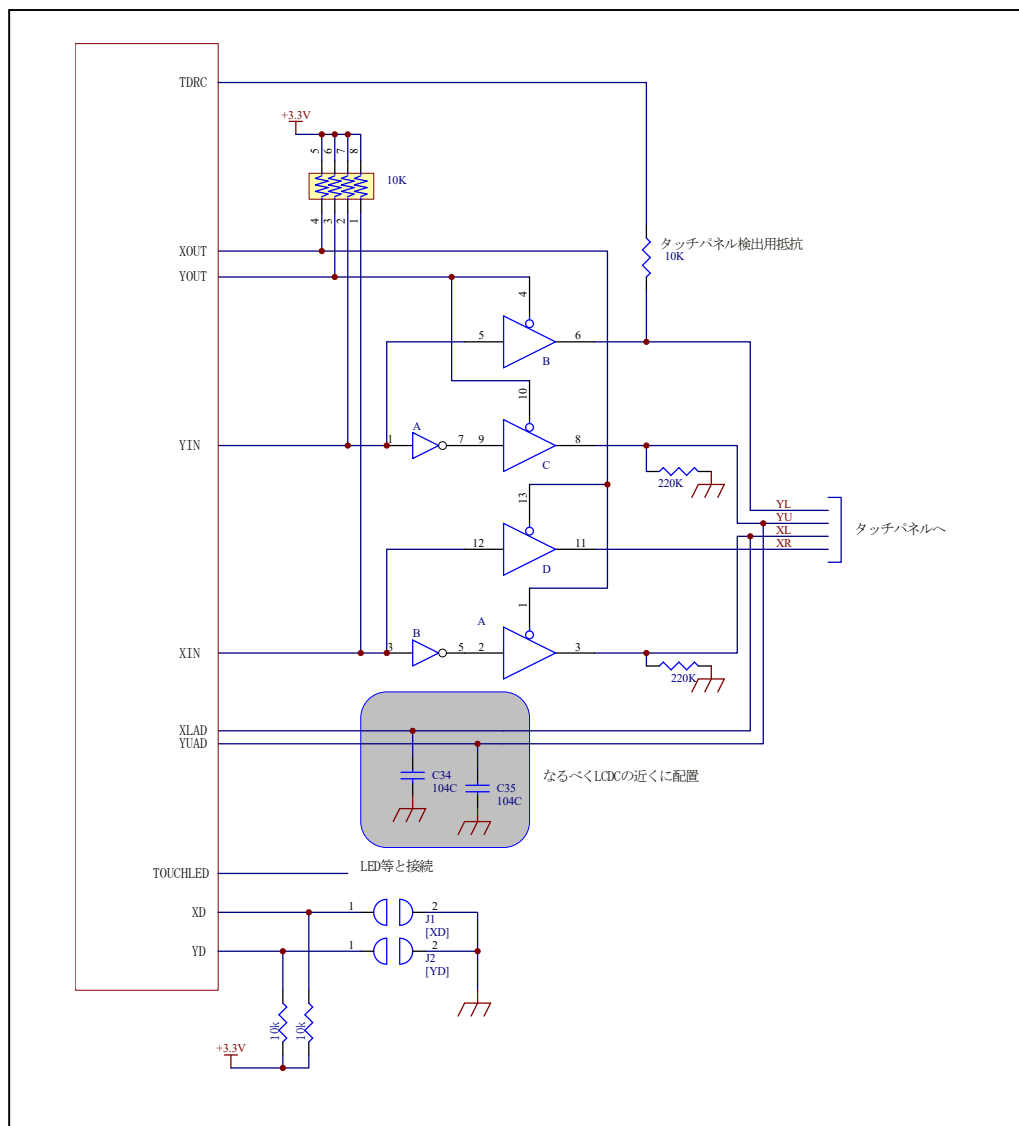 TDRC
+3.3V
5 6 7 8
10K
4 3 2 1
XOUT
YOUT
タッチパネル検出用抵抗
10K
4
5
6
B
10
YIN
1
A
7
9
8
C
220K
13
YL
YU
XL
XR
タッチパネルへ
12
11
D
1
A
XIN
3
B
5
2
3
220K
XLAD
YUAD
C34
104C
C35
104C
なるべくLCDCの近くに配置
TOUCHLED
LED等と接続
XD
1
2
J1
[XD]
YD
1
2
J2
[YD]
10k
10k
+3.3V